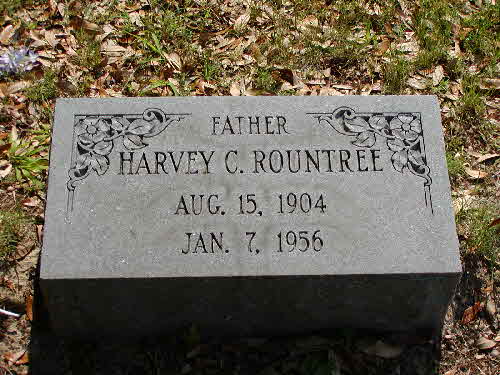 FATHER
HARVEY C. ROUNTREE
AUG. 15, 1904
JAN. 7, 1956